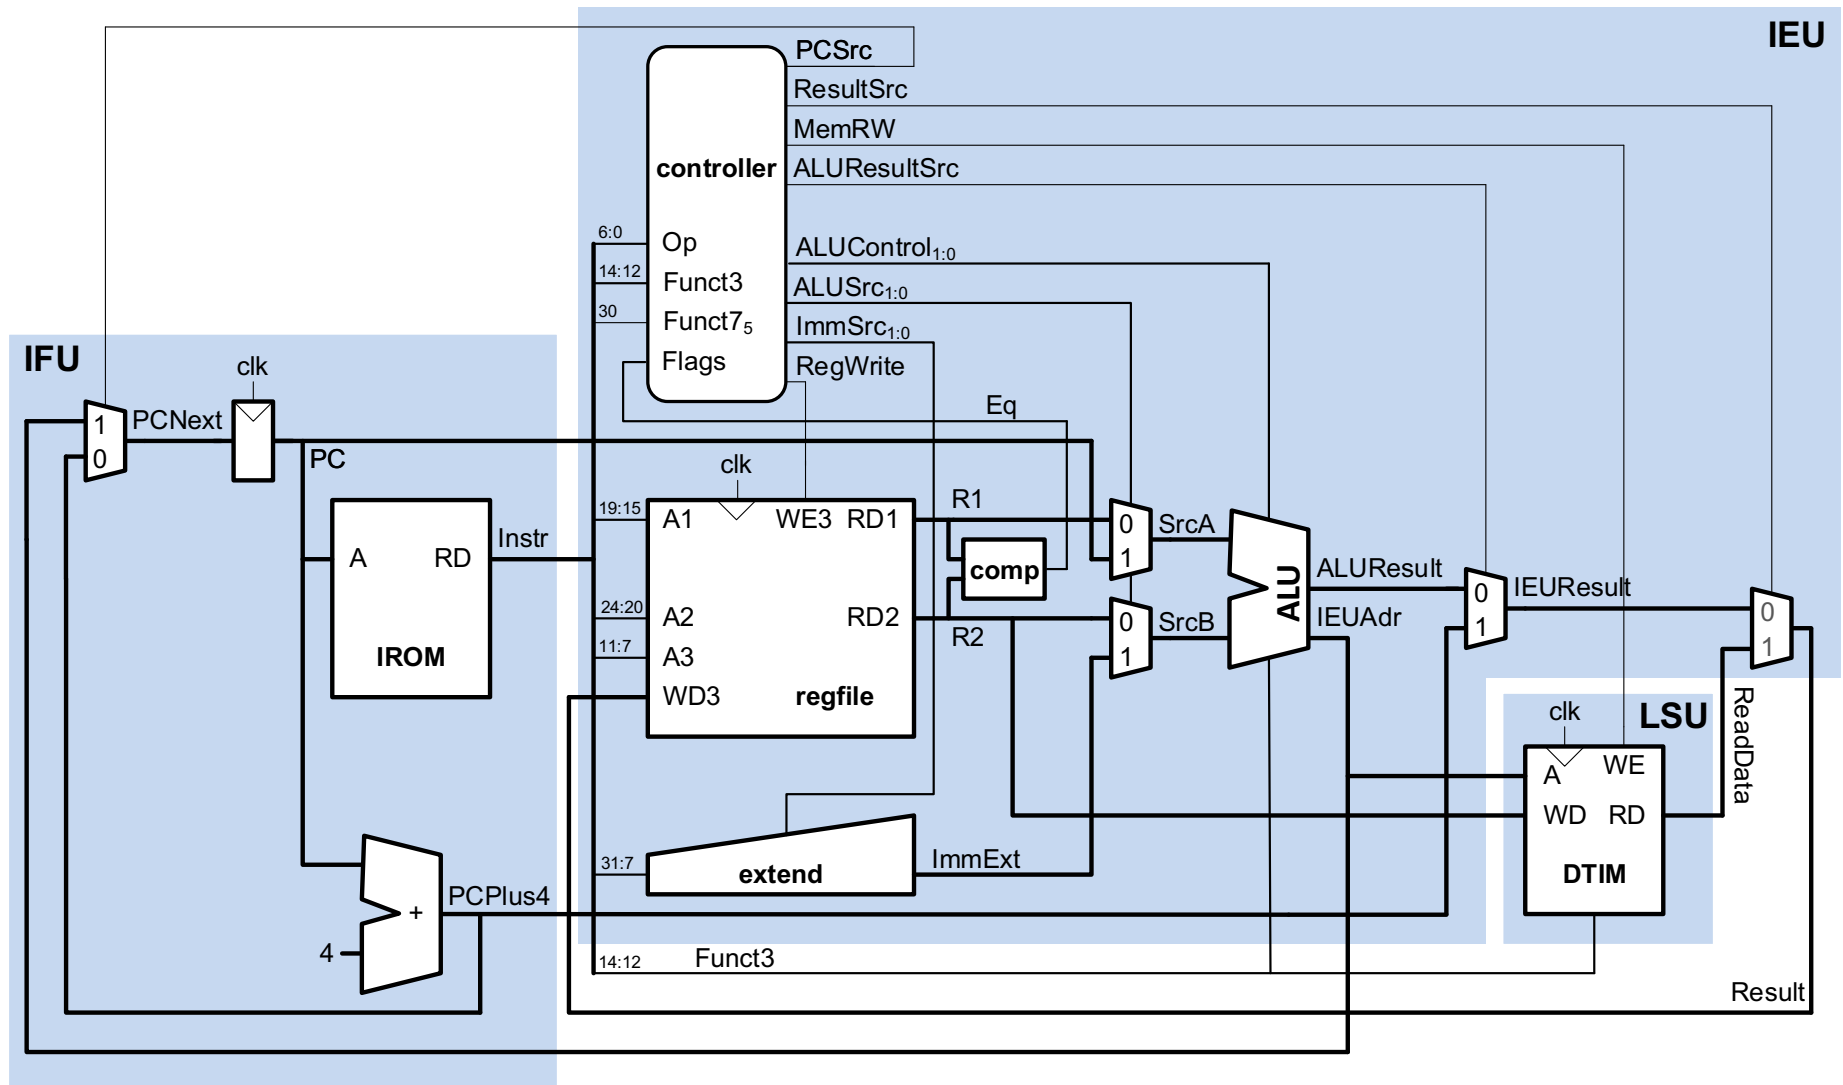 IEU
PCSrc
ResultSrc
MemRW
controller
ALUResultSrc
6:0
Op
ALUControl1:0
14:12
Funct3
ALUSrc1:0
30
Funct75
ImmSrc1:0
Flags
RegWrite
IFU
clk
Eq
1
PCNext
0
PC
clk
R1
19:15
A1
WE3
RD1
0
SrcA
1
Instr
A
RD
comp
ALUResult
0
IEUResult
ALU
24:20
A2
RD2
0
SrcB
IEUAdr
1
0
R2
1
1
IROM
11:7
A3
WD3
regfile
clk
LSU
ReadData
A
WE
WD
RD
31:7
extend
ImmExt
DTIM
PCPlus4
+
4
14:12
Funct3
Result